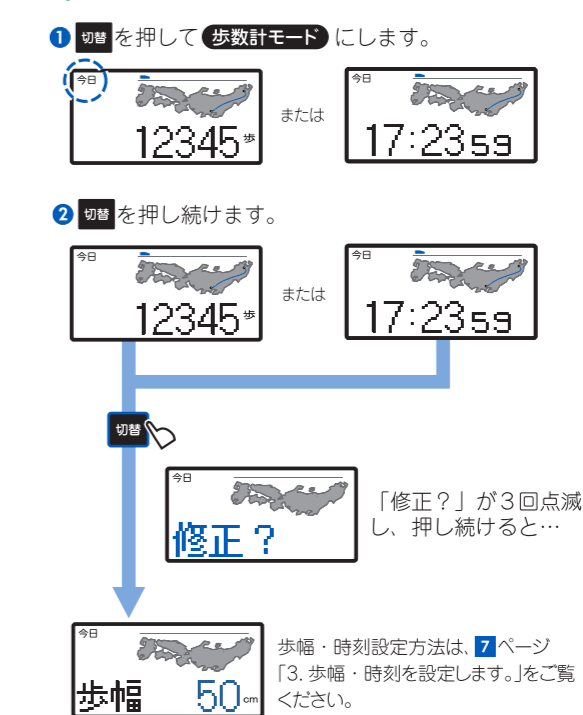 ❶ 切替 を押して 歩数計モード にします。
今日
12345歩
または
今日
17:23 59
❷ 切替 を押し続けます。
今日
12345歩
または
今日
17:23 59
切替
今日
修正?
「修正?」が3回点滅
し、押し続けると…
今日
歩幅 50cm
歩幅・時刻設定方法は、7ページ
「3. 歩幅・時刻を設定します。」をご覧
ください。